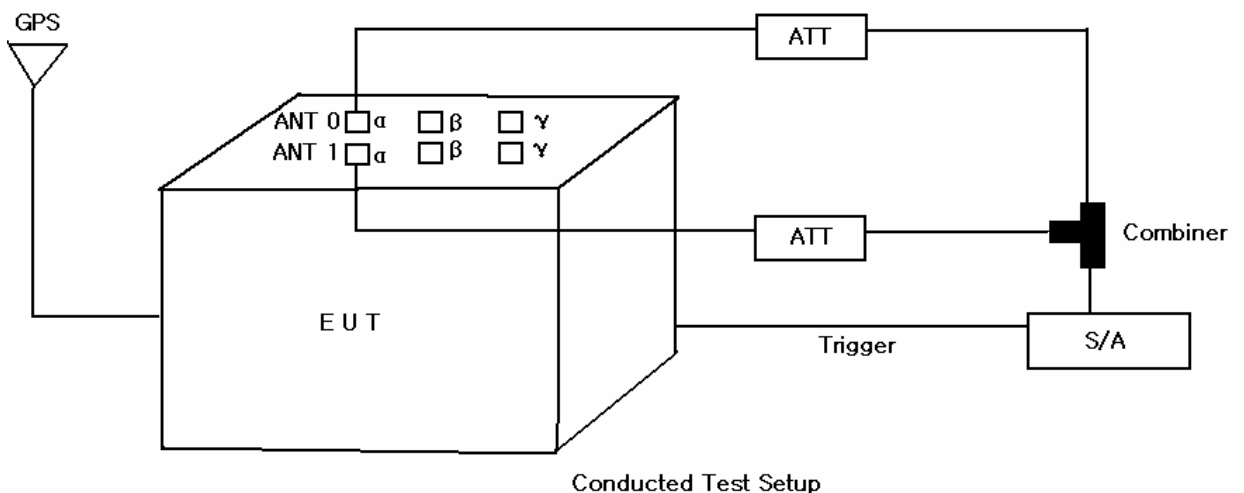 GPS
ATT
ANT 0 α β γ
ANT 1 α β γ
ATT
Combiner
E U T
Trigger
S/A
Conducted Test Setup